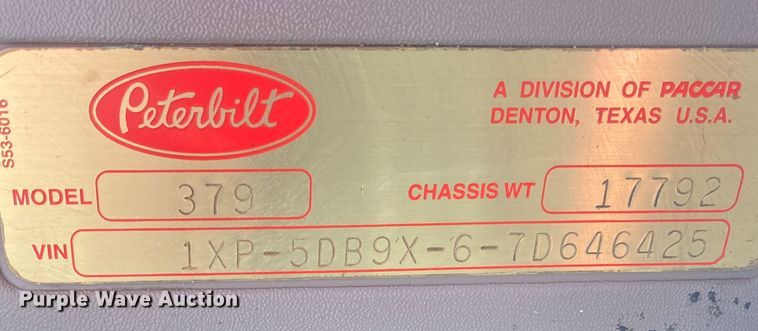 S53-6016
Peterbilt
A DIVISION OF PACCAR
DENTON, TEXAS U.S.A.
MODEL 379 CHASSIS WT 17792
VIN 1XP-5DB9X-6-7D646425
Purple Wave Auction